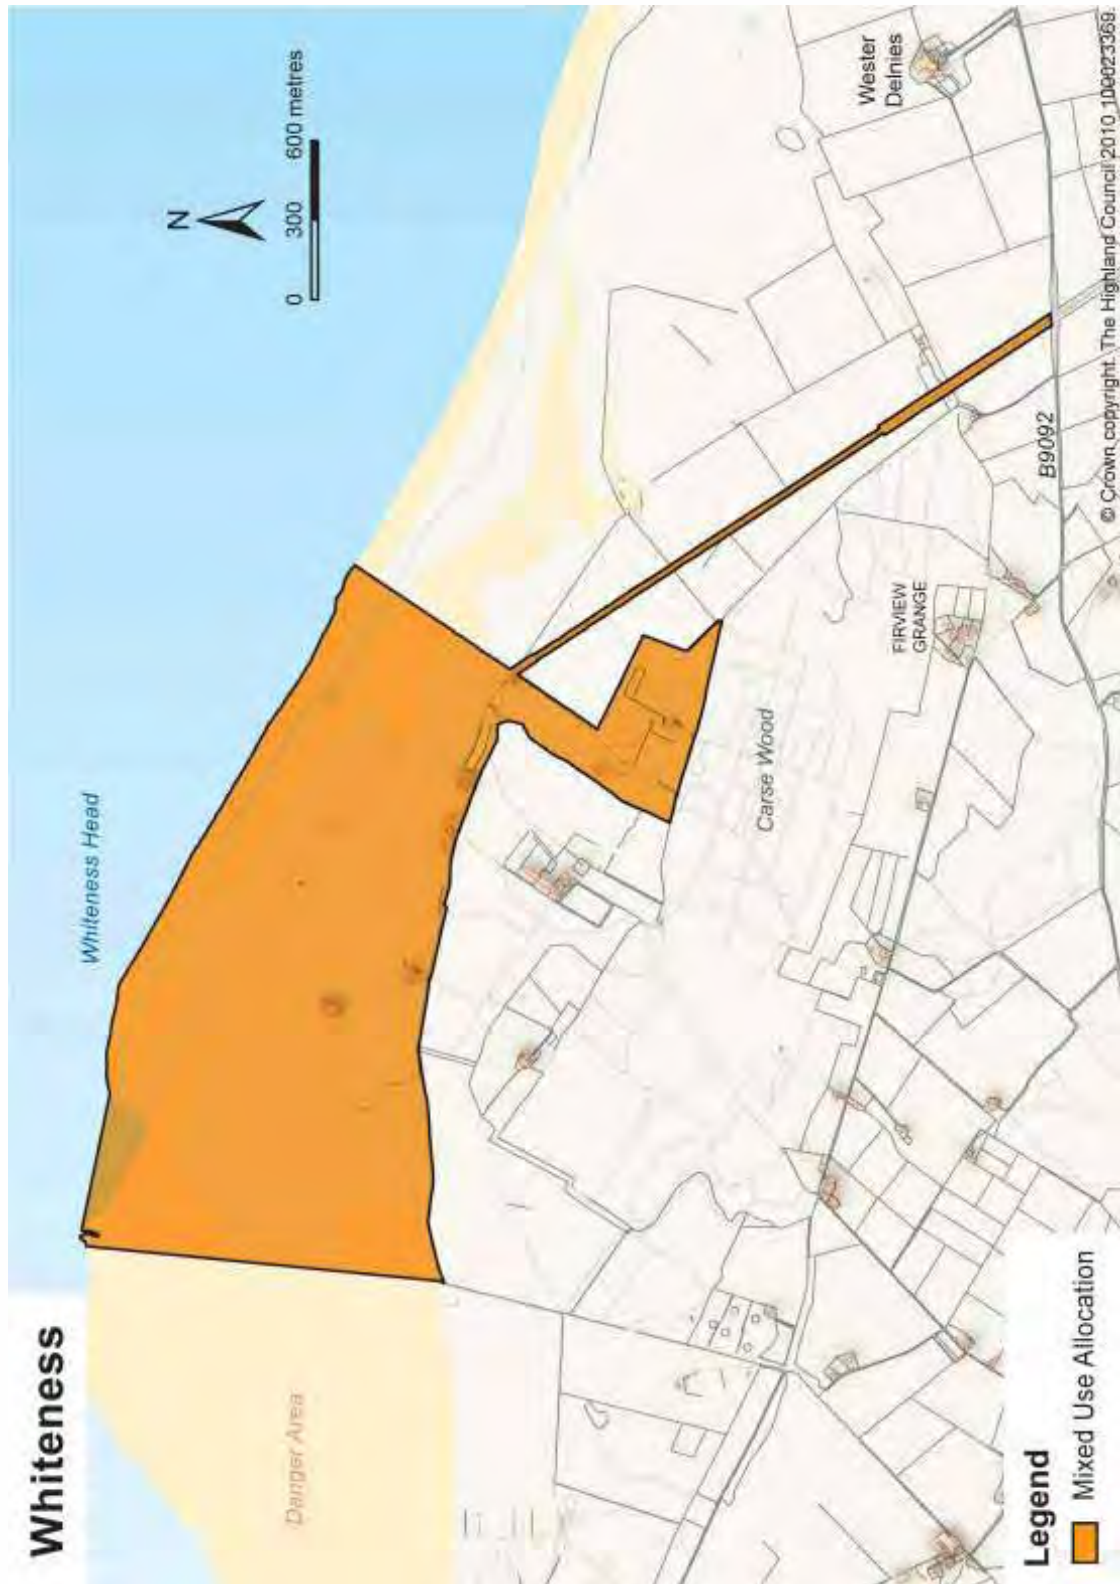 Whiteness
N
0 300 600 metres
Whiteness Head
Danger Area
Wester
Delnies
Carse Wood
FIRVIEW
GRANGE
B9092
Legend
Mixed Use Allocation
© Crown copyright. The Highland Council 2010 100023369.